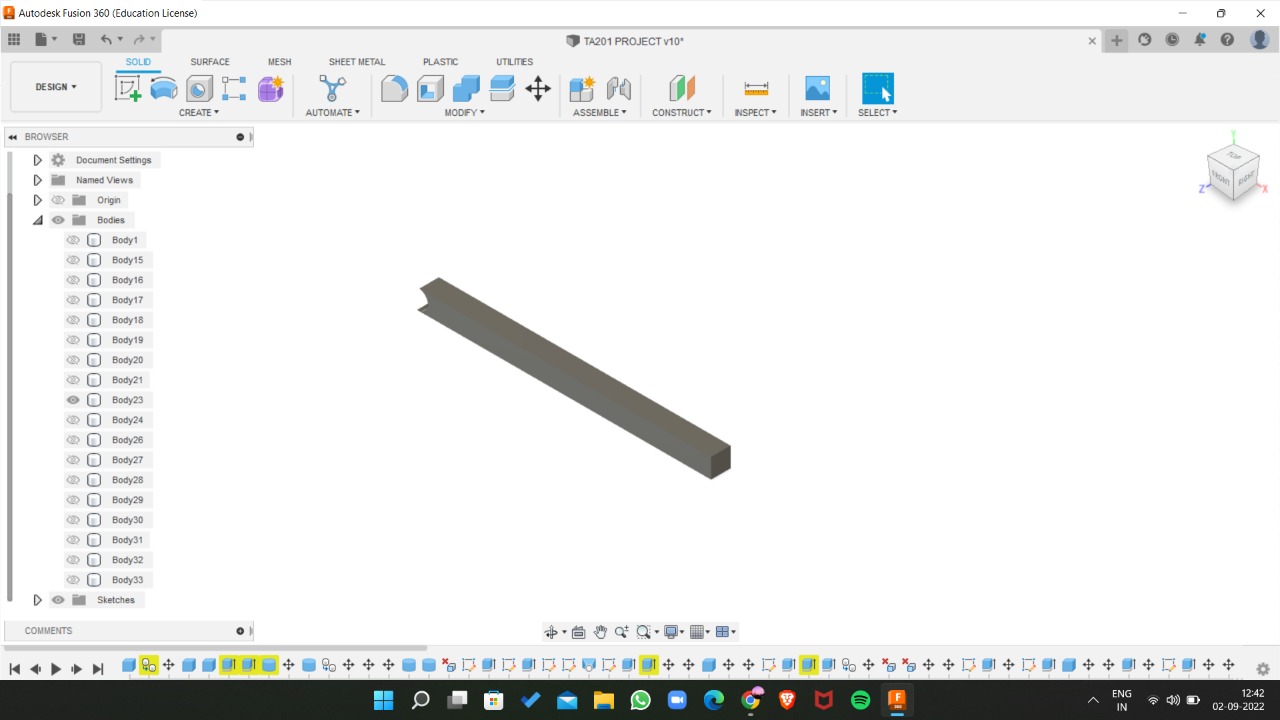 Autodesk Fusion 360 (Education License)
TA201 PROJECT v10*
SOLID SURFACE MESH SHEET METAL PLASTIC UTILITIES
DESIGN
CREATE AUTOMATE MODIFY ASSEMBLE CONSTRUCT INSPECT INSERT SELECT
BROWSER
Document Settings
Named Views
Origin
Bodies
Body1
Body15
Body16
Body17
Body18
Body19
Body20
Body21
Body23
Body24
Body26
Body27
Body28
Body29
Body30
Body31
Body32
Body33
Sketches
COMMENTS
Y
TOP
FRONT RIGHT
Z X
ENG
IN
12:42
02-09-2022